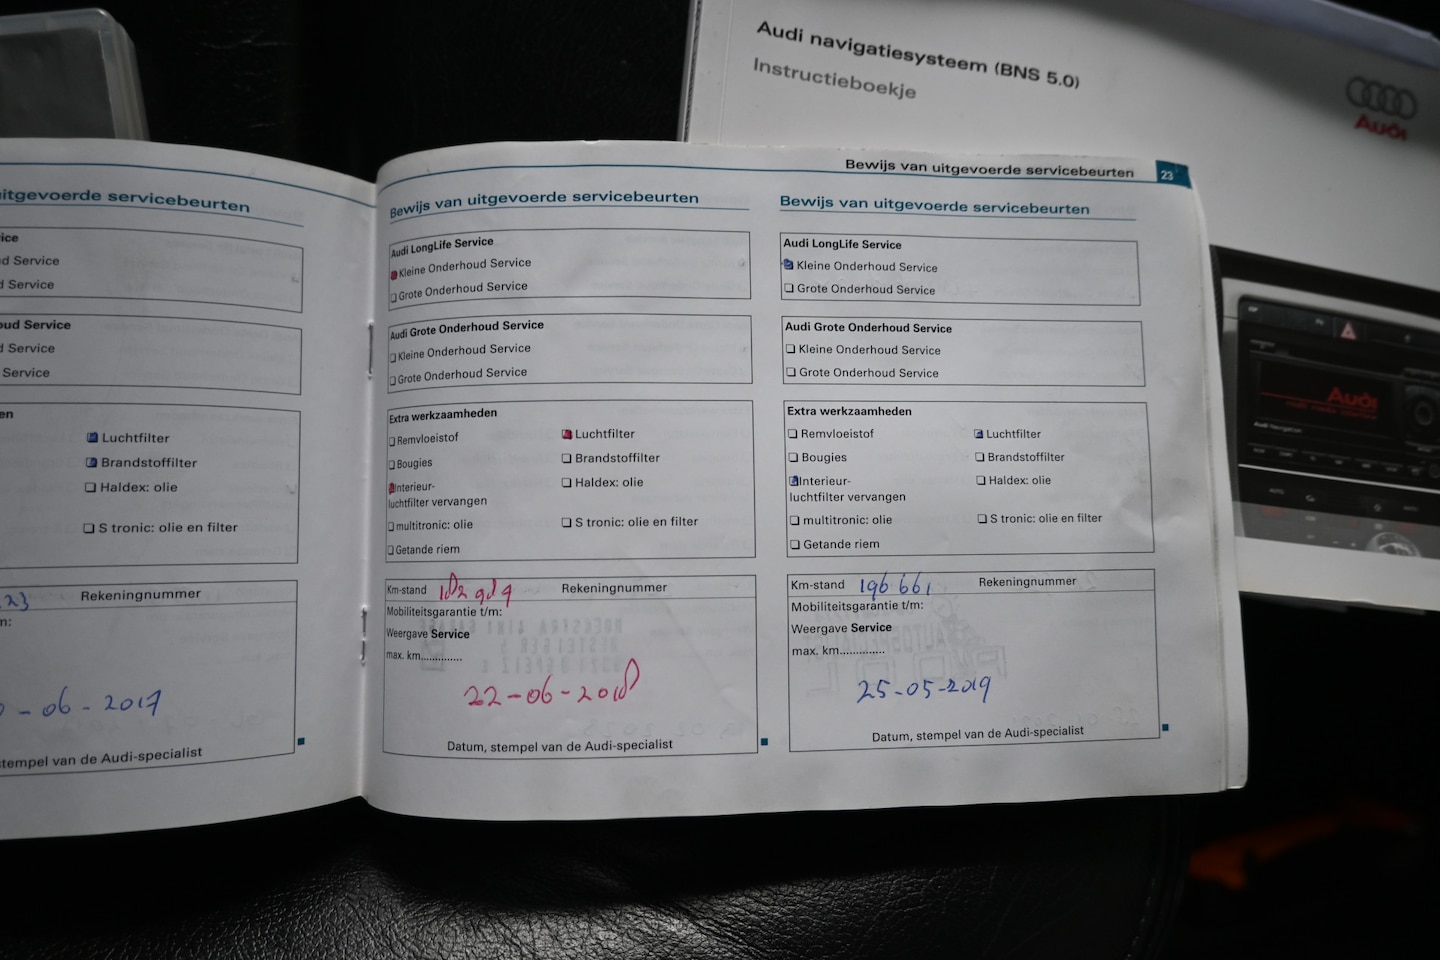 Audi navigatiesysteem (BNS 5.0)
Instructieboekje
Audi
Bewijs van uitgevoerde servicebeurten 23
uitgevoerde servicebeurten
Service
Service
oud Service
Service
Service
Luchtfilter
Brandstoffilter
Haldex: olie
S tronic: olie en filter
Rekeningnummer
- 06 - 2017
stempel van de Audi-specialist
Bewijs van uitgevoerde servicebeurten
Audi LongLife Service
Kleine Onderhoud Service
Grote Onderhoud Service
Audi Grote Onderhoud Service
Kleine Onderhoud Service
Grote Onderhoud Service
Extra werkzaamheden
Remvloeistof Luchtfilter
Bougies Brandstoffilter
Interieur- Haldex: olie
luchtfilter vervangen
multitronic: olie S tronic: olie en filter
Getande riem
Km-stand Rekeningnummer
Mobiliteitsgarantie t/m:
Weergave Service
max. km.............
22-06-2018
Datum, stempel van de Audi-specialist
Bewijs van uitgevoerde servicebeurten
Audi LongLife Service
Kleine Onderhoud Service
Grote Onderhoud Service
Audi Grote Onderhoud Service
Kleine Onderhoud Service
Grote Onderhoud Service
Extra werkzaamheden
Remvloeistof Luchtfilter
Bougies Brandstoffilter
Interieur- Haldex: olie
luchtfilter vervangen
multitronic: olie S tronic: olie en filter
Getande riem
Km-stand 196 661 Rekeningnummer
Mobiliteitsgarantie t/m:
Weergave Service
max. km.............
25-05-2019
Datum, stempel van de Audi-specialist
Audi